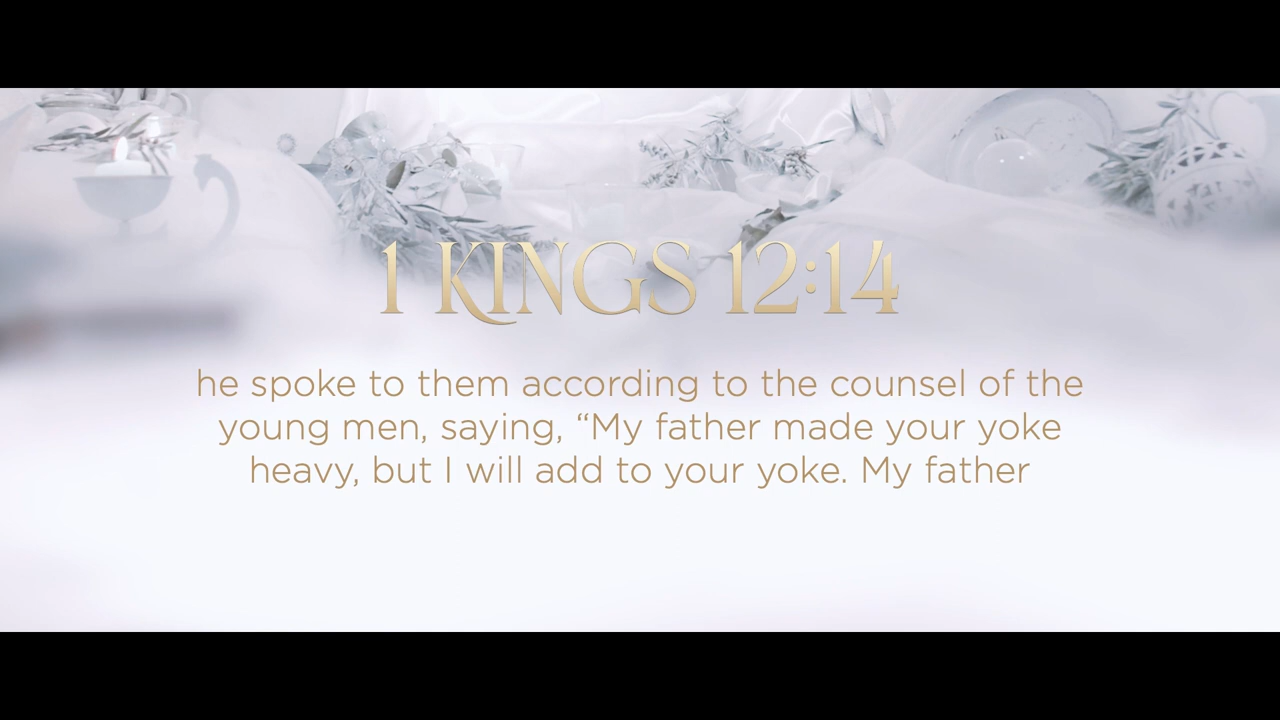 1 KINGS 12:14
he spoke to them according to the counsel of the
young men, saying, “My father made your yoke
heavy, but I will add to your yoke. My father